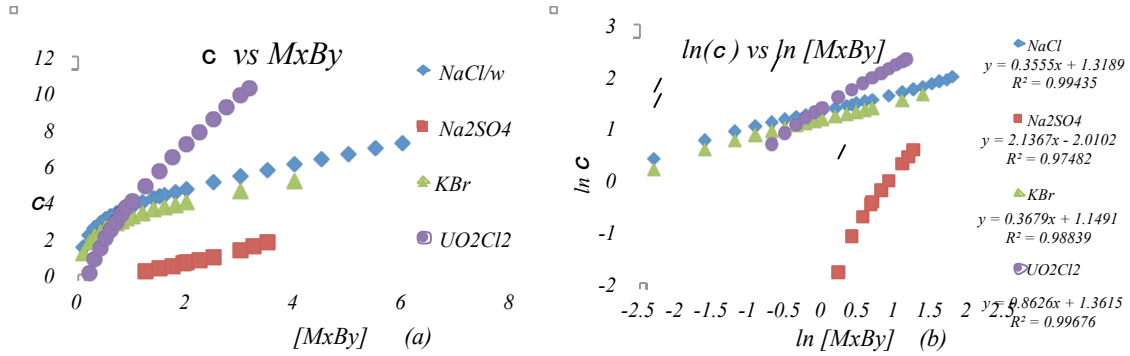 c vs MxBy
12
10
8
6
c4
2
0
0 2 4 6 8
[MxBy] (a)
NaCl/w
Na2SO4
KBr
UO2Cl2
ln(c) vs ln [MxBy]
3
2
1
0
-1
-2
ln c
-2.5 -2 -1.5 -1 -0.5 0 0.5 1 1.5 2 2.5
ln [MxBy] (b)
NaCl
y = 0.3555x + 1.3189
R² = 0.99435
Na2SO4
y = 2.1367x - 2.0102
R² = 0.97482
KBr
y = 0.3679x + 1.1491
R² = 0.98839
UO2Cl2
y = 0.8626x + 1.3615
R² = 0.99676